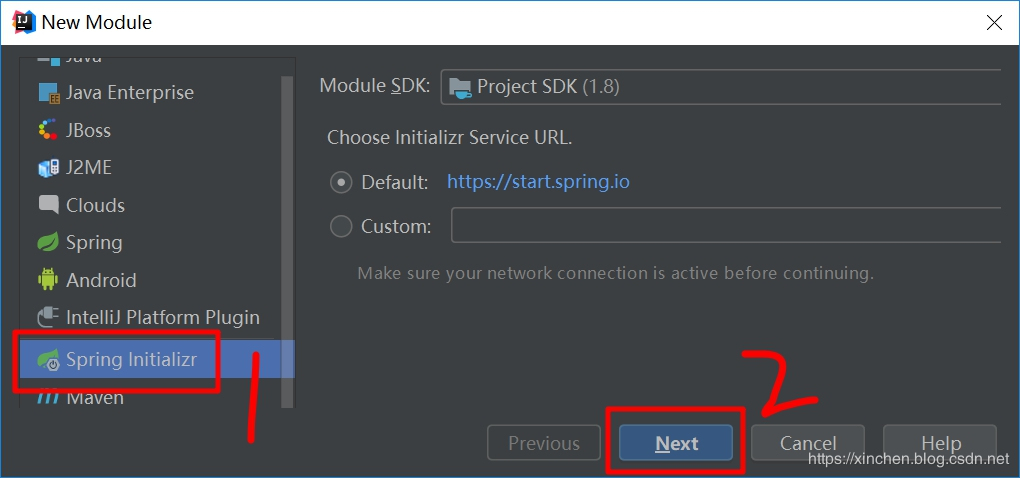 New Module
Java
Java Enterprise
JBoss
J2ME
Clouds
Spring
Android
IntelliJ Platform Plugin
Spring Initializr
Maven
Module SDK: Project SDK (1.8)
Choose Initializr Service URL.
Default: https://start.spring.io
Custom:
Make sure your network connection is active before continuing.
1
2
Previous
Next
Cancel
Help
https://xinchen.blog.csdn.net